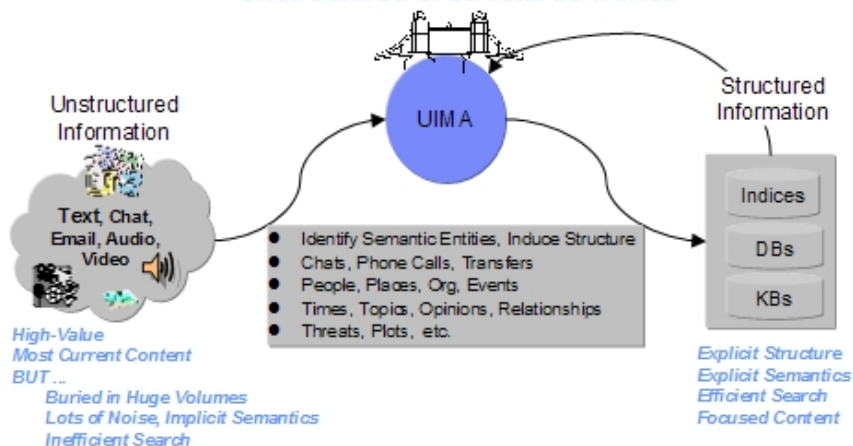 Unstructured
Information
Text, Chat,
Email, Audio,
Video
High-Value
Most Current Content
BUT ...
Buried in Huge Volumes
Lots of Noise, Implicit Semantics
Inefficient Search
UIMA
● Identify Semantic Entities, Induce Structure
● Chats, Phone Calls, Transfers
● People, Places, Org, Events
● Times, Topics, Opinions, Relationships
● Threats, Plots, etc.
Structured
Information
Indices
DBs
KBs
Explicit Structure
Explicit Semantics
Efficient Search
Focused Content